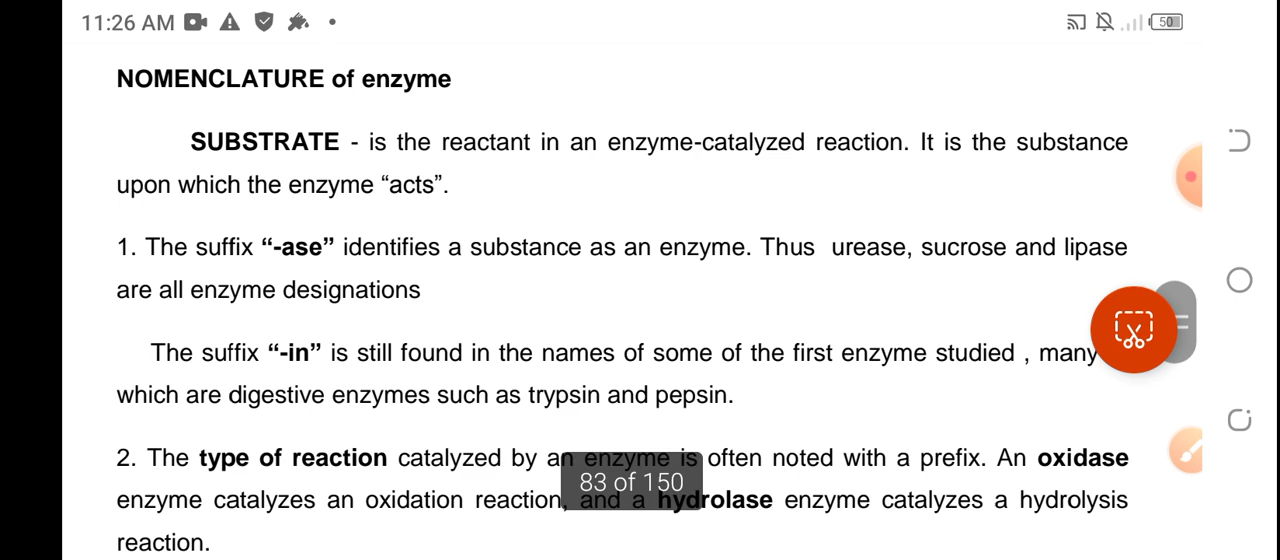 11:26 AM
50
NOMENCLATURE of enzyme
SUBSTRATE - is the reactant in an enzyme-catalyzed reaction. It is the substance
upon which the enzyme “acts”.
1. The suffix “-ase” identifies a substance as an enzyme. Thus urease, sucrose and lipase
are all enzyme designations
The suffix “-in” is still found in the names of some of the first enzyme studied , many
which are digestive enzymes such as trypsin and pepsin.
2. The type of reaction catalyzed by an enzyme is often noted with a prefix. An oxidase
83 of 150
enzyme catalyzes an oxidation reaction, and a hydrolase enzyme catalyzes a hydrolysis
reaction.